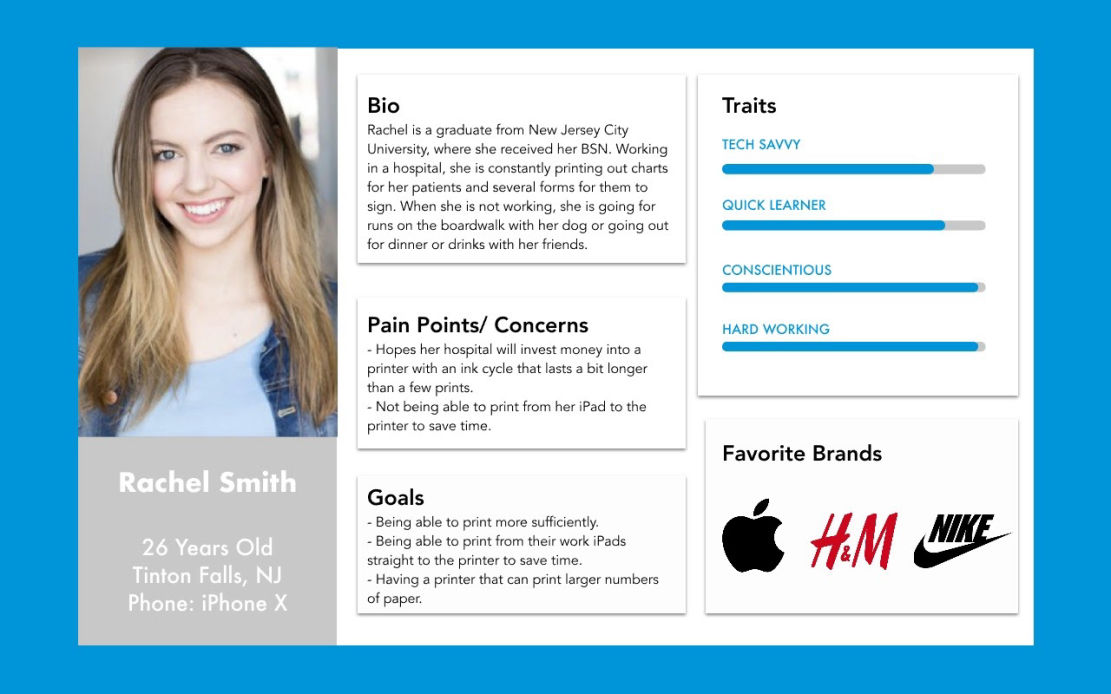 Rachel Smith
26 Years Old
Tinton Falls, NJ
Phone: iPhone X
Bio
Rachel is a graduate from New Jersey City
University, where she received her BSN. Working
in a hospital, she is constantly printing out charts
for her patients and several forms for them to
sign. When she is not working, she is going for
runs on the boardwalk with her dog or going out
for dinner or drinks with her friends.
Pain Points/ Concerns
- Hopes her hospital will invest money into a
printer with an ink cycle that lasts a bit longer
than a few prints.
- Not being able to print from her iPad to the
printer to save time.
Goals
- Being able to print more sufficiently.
- Being able to print from their work iPads
straight to the printer to save time.
- Having a printer that can print larger numbers
of paper.
Traits
TECH SAVVY
QUICK LEARNER
CONSCIENTIOUS
HARD WORKING
Favorite Brands
H&M
NIKE